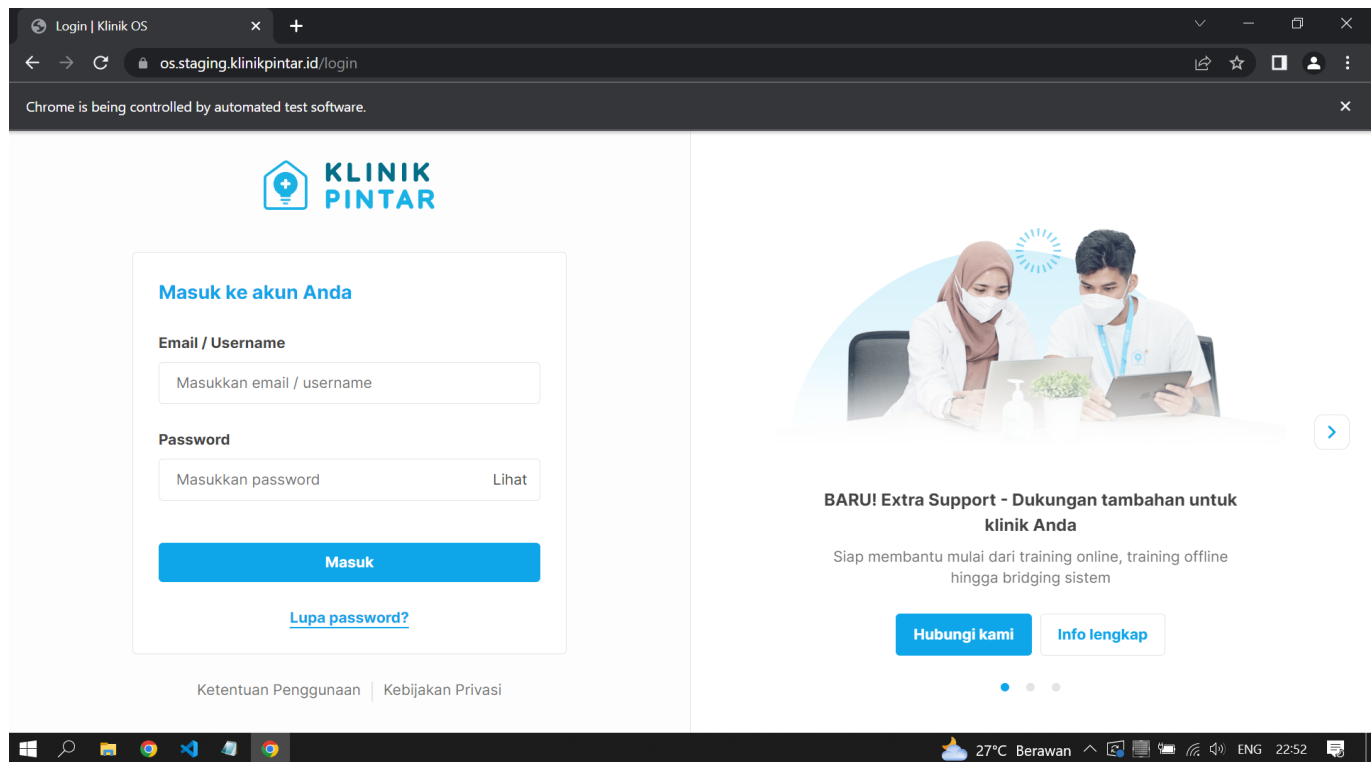 Login | Klinik OS
os.staging.klinikpintar.id/login
Chrome is being controlled by automated test software.
KLINIK
PINTAR
Masuk ke akun Anda
Email / Username
Masukkan email / username
Password
Masukkan password Lihat
Masuk
Lupa password?
Ketentuan Penggunaan | Kebijakan Privasi
BARU! Extra Support - Dukungan tambahan untuk
klinik Anda
Siap membantu mulai dari training online, training offline
hingga bridging sistem
Hubungi kami Info lengkap
27°C Berawan ENG 22:52